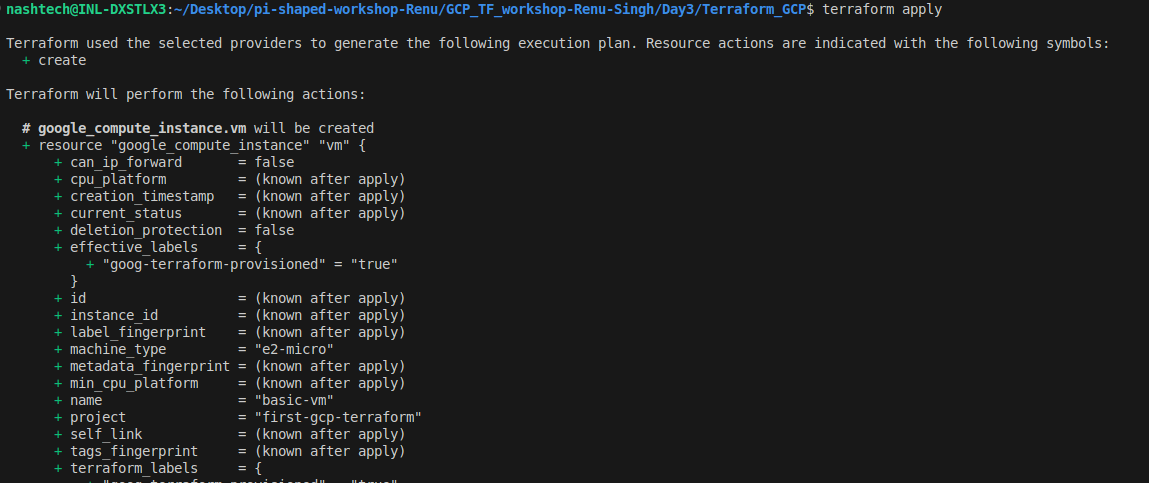 nashtech@INL-DXSTLX3:~/Desktop/pi-shaped-workshop-Renu/GCP_TF_workshop-Renu-Singh/Day3/Terraform_GCP$ terraform apply
Terraform used the selected providers to generate the following execution plan. Resource actions are indicated with the following symbols:
+ create
Terraform will perform the following actions:
# google_compute_instance.vm will be created
+ resource "google_compute_instance" "vm" {
+ can_ip_forward = false
+ cpu_platform = (known after apply)
+ creation_timestamp = (known after apply)
+ current_status = (known after apply)
+ deletion_protection = false
+ effective_labels = {
+ "goog-terraform-provisioned" = "true"
}
+ id = (known after apply)
+ instance_id = (known after apply)
+ label_fingerprint = (known after apply)
+ machine_type = "e2-micro"
+ metadata_fingerprint = (known after apply)
+ min_cpu_platform = (known after apply)
+ name = "basic-vm"
+ project = "first-gcp-terraform"
+ self_link = (known after apply)
+ tags_fingerprint = (known after apply)
+ terraform_labels = {
+ "goog-terraform-provisioned" = "true"